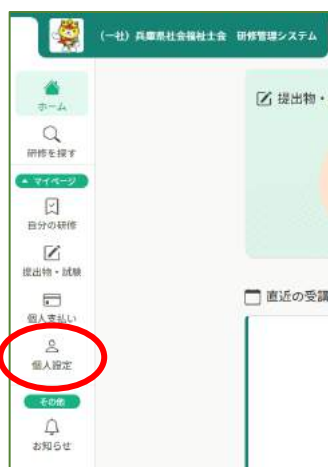 (一社) 兵庫県社会福祉士会 研修管理システム
ホーム
研修を探す
マイページ
自分の研修
提出物・試験
個人支払い
個人設定
その他
お知らせ
提出物・
直近の受講